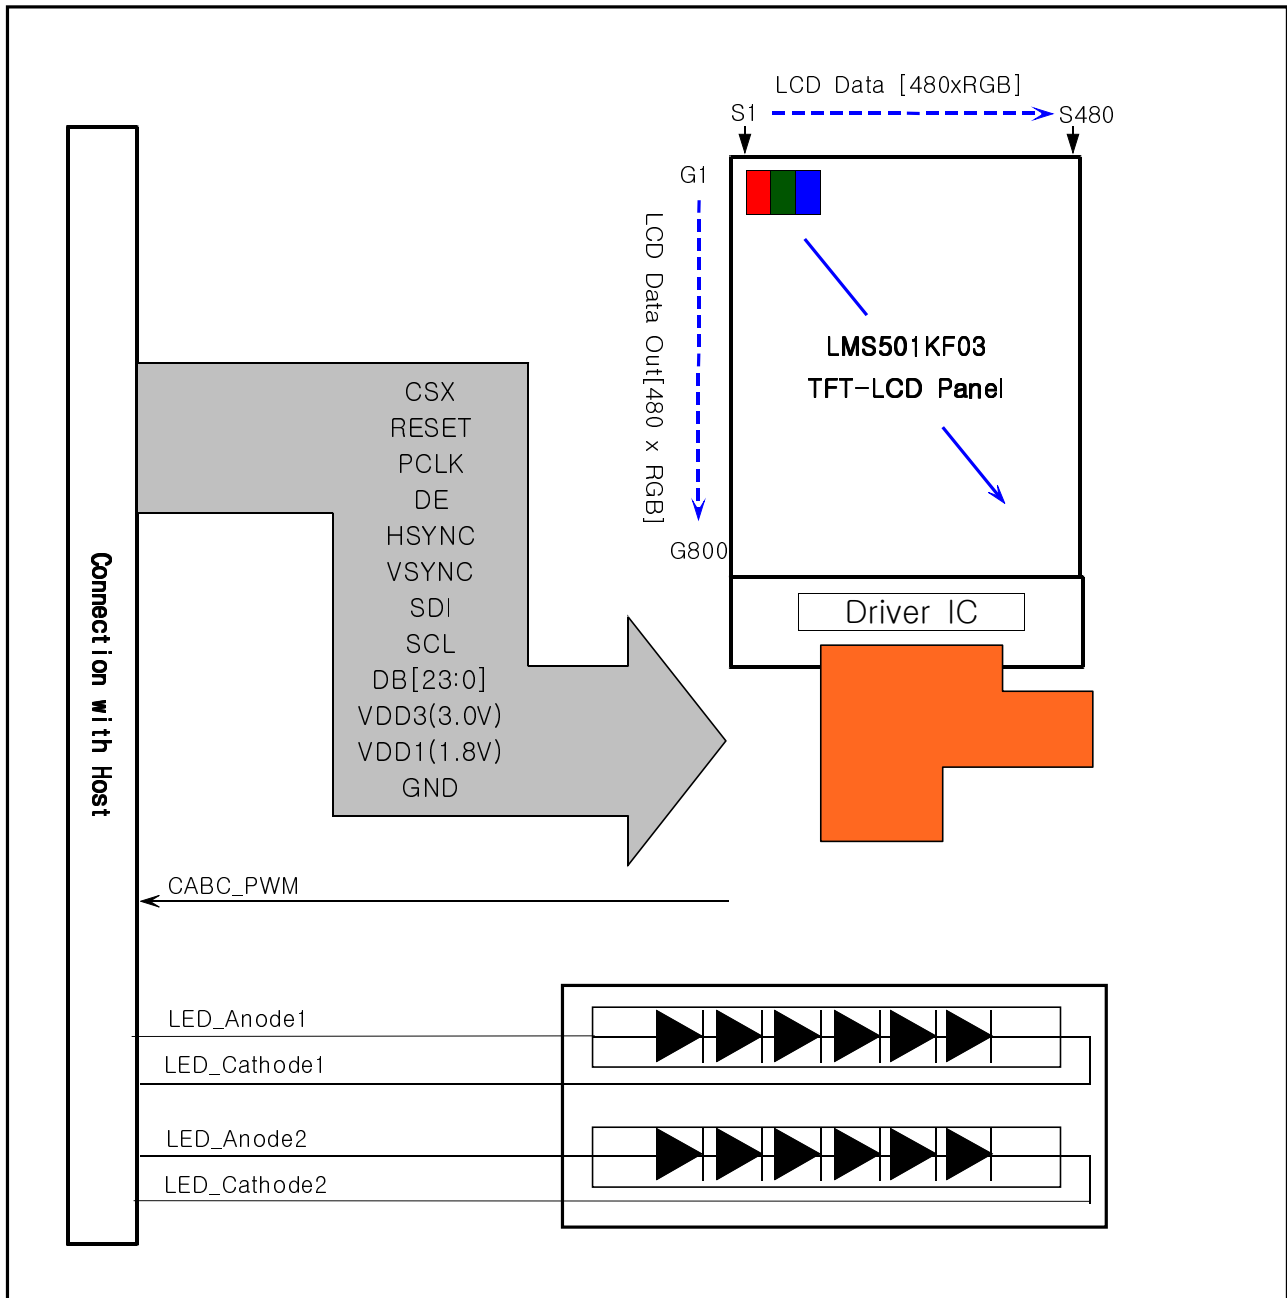 LCD Data [480xRGB]
S1
S480
G1
LCD Data Out[480 x RGB]
G800
LMS501KF03
TFT-LCD Panel
Driver IC
Connection with Host
CSX
RESET
PCLK
DE
HSYNC
VSYNC
SDI
SCL
DB[23:0]
VDD3(3.0V)
VDD1(1.8V)
GND
CABC_PWM
LED_Anode1
LED_Cathode1
LED_Anode2
LED_Cathode2